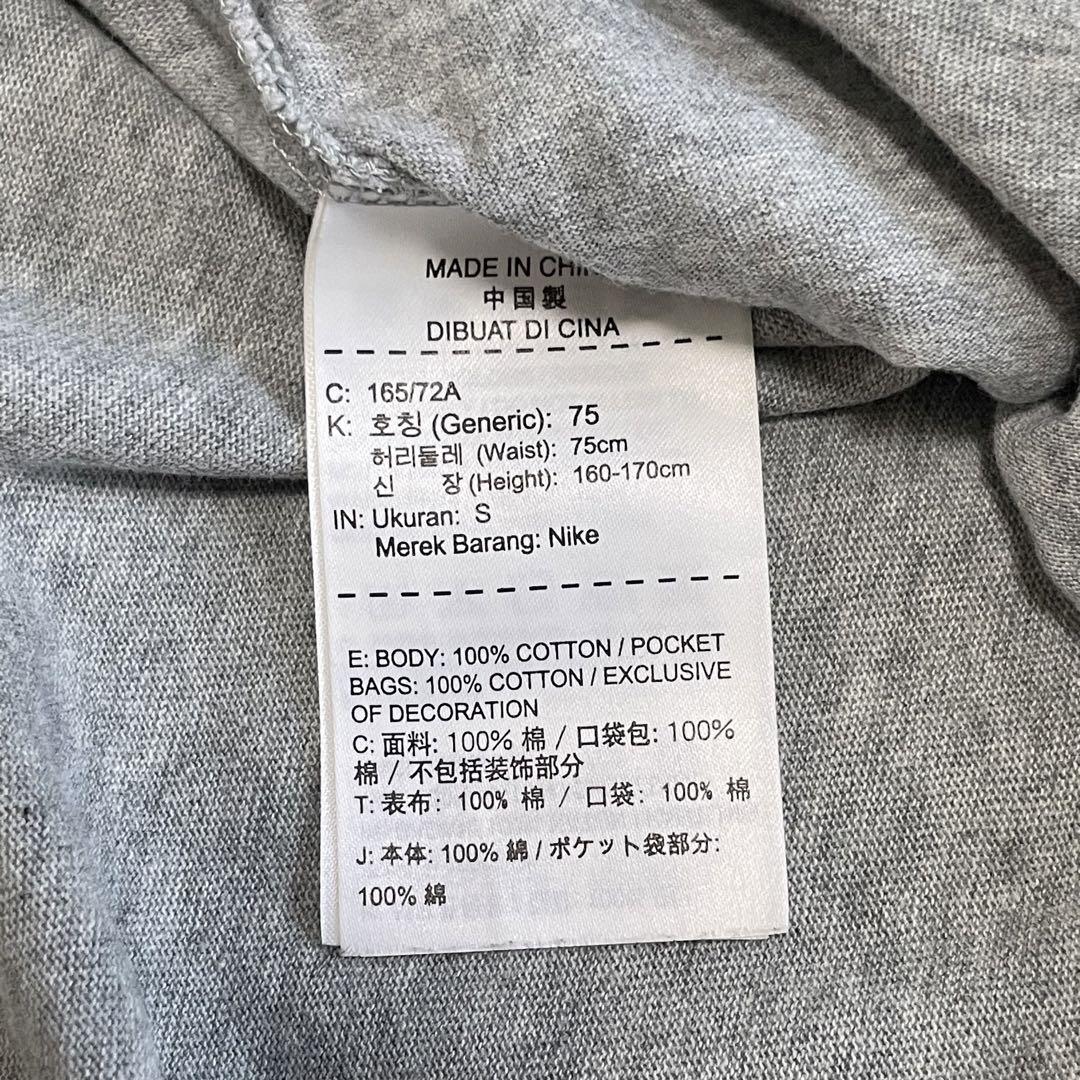 MADE IN CHI
中国製
DIBUAT DI CINA
C: 165/72A
K: 호칭 (Generic): 75
허리둘레 (Waist): 75cm
신 장 (Height): 160-170cm
IN: Ukuran: S
Merek Barang: Nike
E: BODY: 100% COTTON / POCKET
BAGS: 100% COTTON / EXCLUSIVE
OF DECORATION
C: 面料: 100% 棉 / 口袋包: 100%
棉 / 不包括装饰部分
T: 表布: 100% 棉 / 口袋: 100% 棉
J: 本体: 100% 綿 / ポケット袋部分:
100% 綿